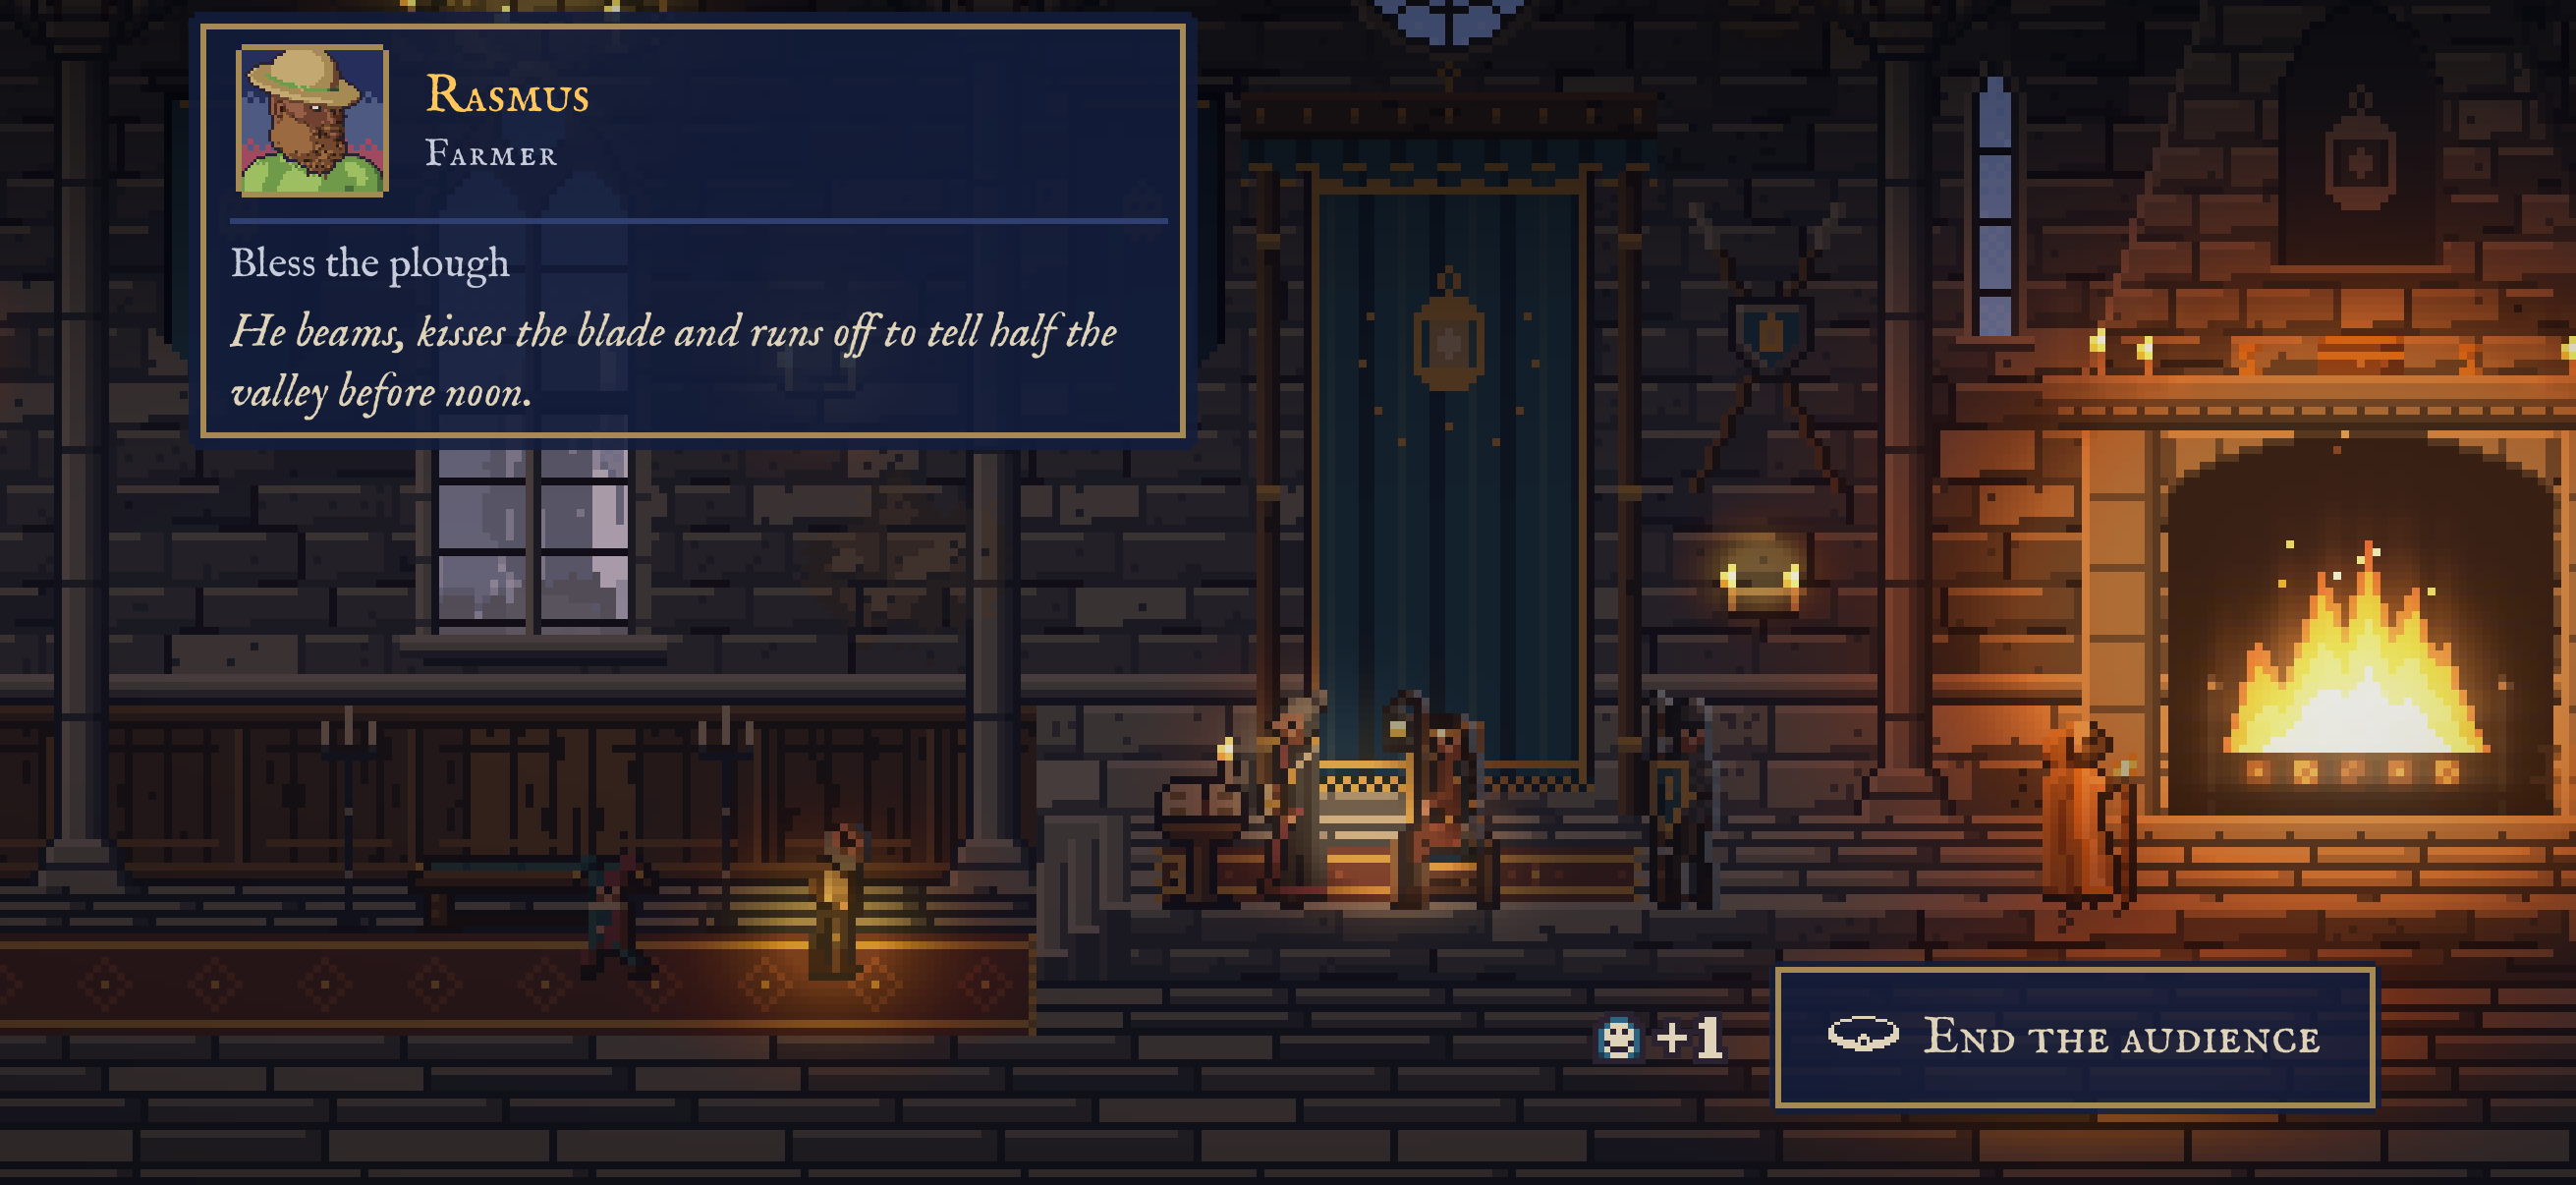 Rasmus
Farmer
Bless the plough
He beams, kisses the blade and runs off to tell half the
valley before noon.
+1
End the audience